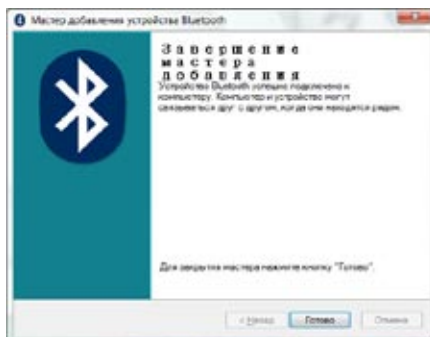 Мастер добавления устройства Bluetooth
Завершение
мастера
добавления
Устройство Bluetooth успешно подключено к
компьютеру. Компьютер и устройство могут
связываться друг с другом, когда они находятся рядом.
Для закрытия мастера нажмите кнопку "Готово".
< Назад Готово Отмена